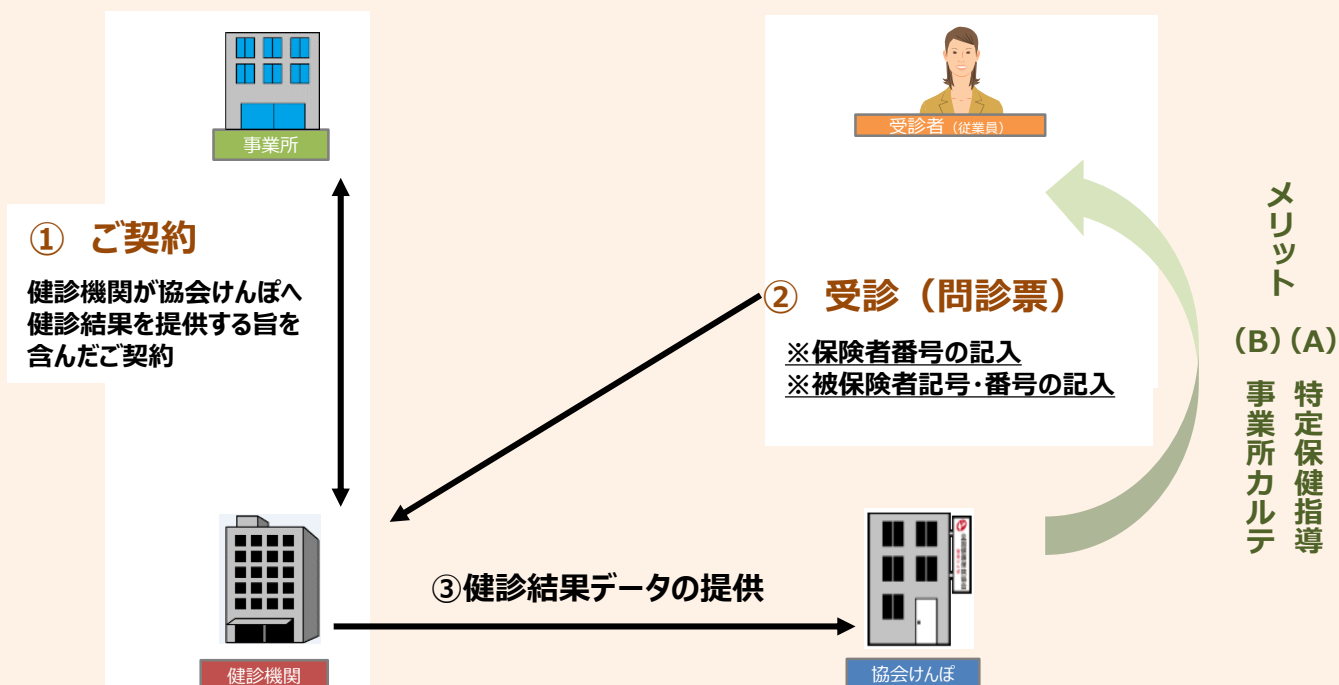 事業所
受診者（従業員）
① ご契約
健診機関が協会けんぽへ
健診結果を提供する旨を
含んだご契約
② 受診（問診票）
※保険者番号の記入
※被保険者記号・番号の記入
メリット
（A）特定保健指導
（B）事業所カルテ
③健診結果データの提供
健診機関
協会けんぽ